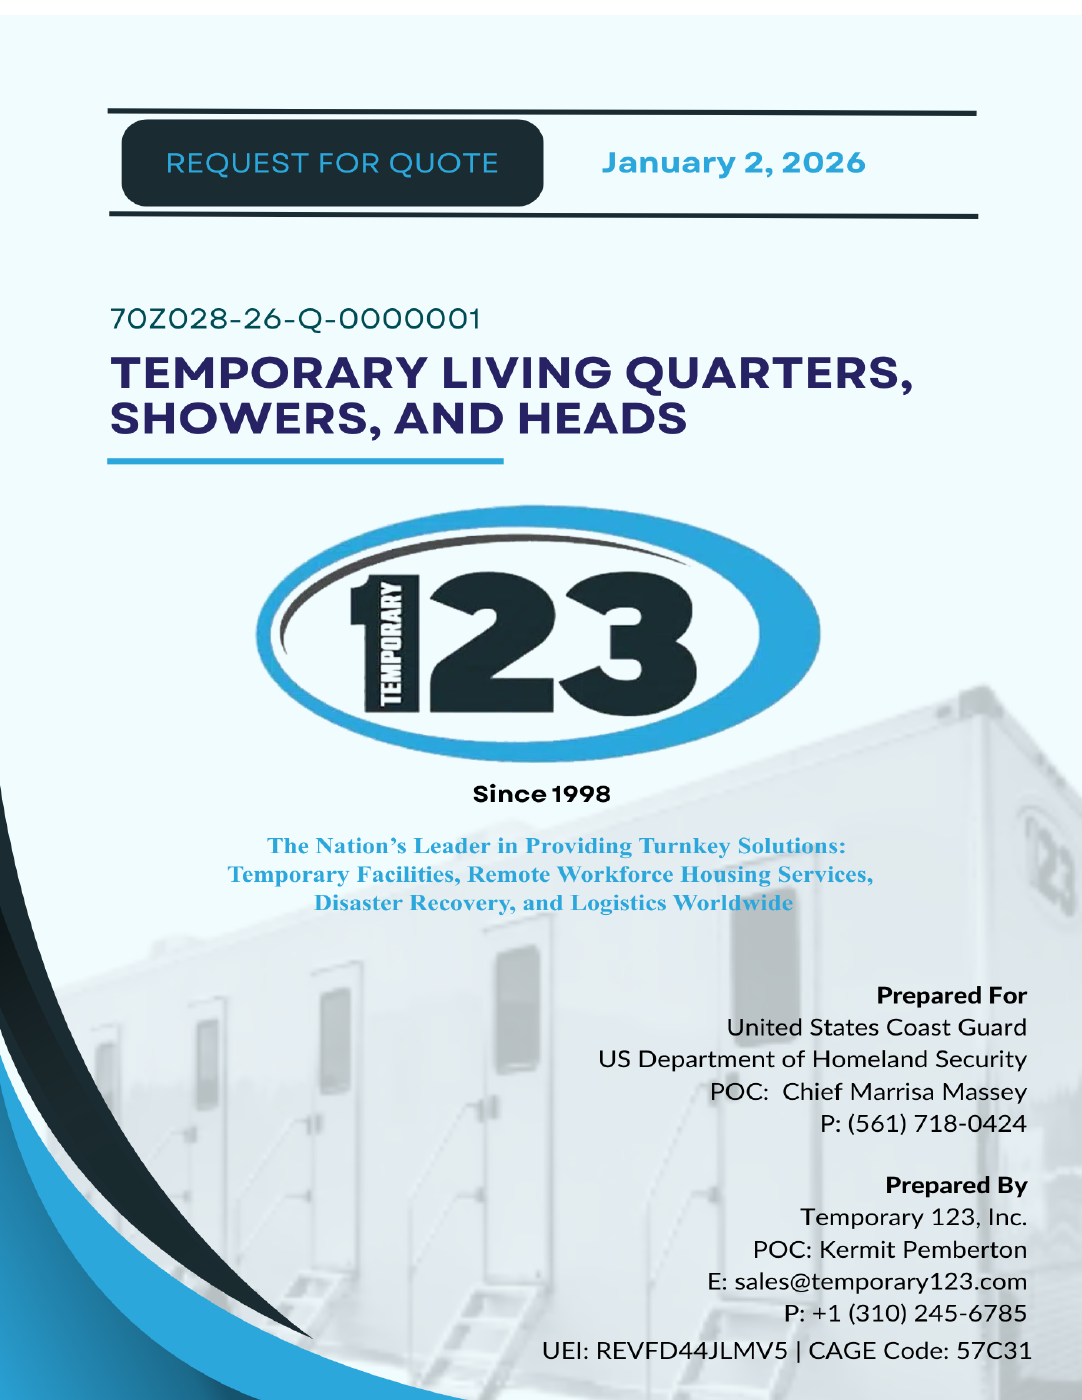 REQUEST FOR QUOTE
January 2, 2026
70Z028-26-Q-0000001
TEMPORARY LIVING QUARTERS,
SHOWERS, AND HEADS
TEMPORARY
123
Since 1998
The Nation's Leader in Providing Turnkey Solutions:
Temporary Facilities, Remote Workforce Housing Services,
Disaster Recovery, and Logistics Worldwide
23
Prepared For
United States Coast Guard
US Department of Homeland Security
POC: Chief Marrisa Massey
P: (561) 718-0424
Prepared By
Temporary 123, Inc.
POC: Kermit Pemberton
E: sales@temporary123.com
P: +1 (310) 245-6785
UEI: REVFD44JLMV5 | CAGE Code: 57C31